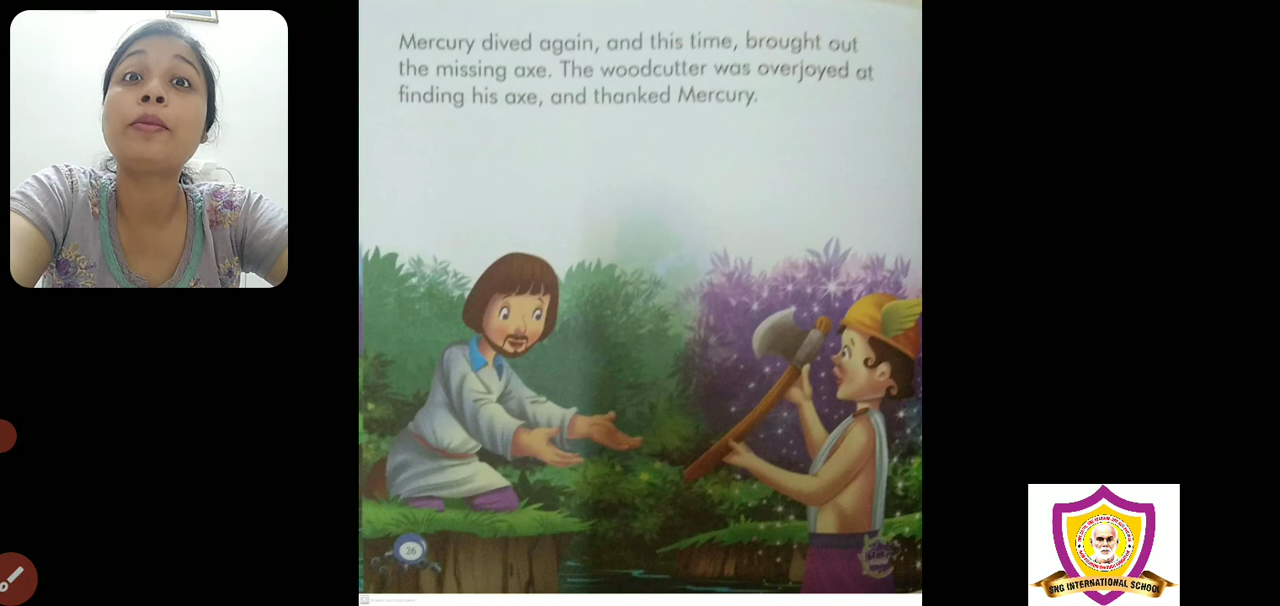 Mercury dived again, and this time, brought out
the missing axe. The woodcutter was overjoyed at
finding his axe, and thanked Mercury.
26
SNG INTERNATIONAL SCHOOL